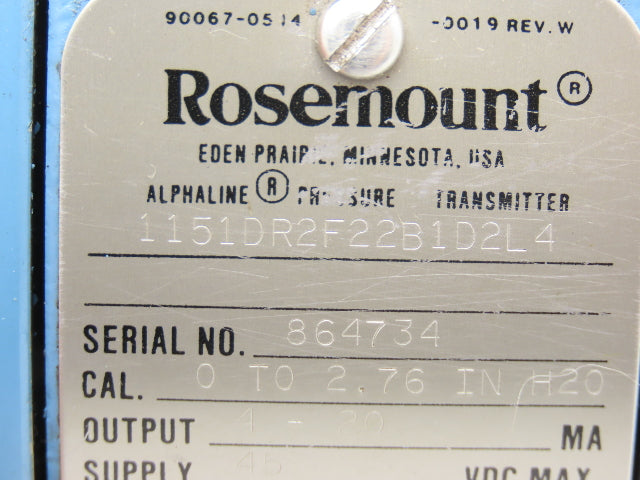 90067-0514 -0019 REV. W
Rosemount®
EDEN PRAIRIE, MINNESOTA, USA
ALPHALINE® PRESSURE TRANSMITTER
1151DR2F22B1D2L4
SERIAL NO. 864734
CAL. 0 TO 2.76 IN H2O
OUTPUT 4 - 20 MA
SUPPLY 45 VDC MAX